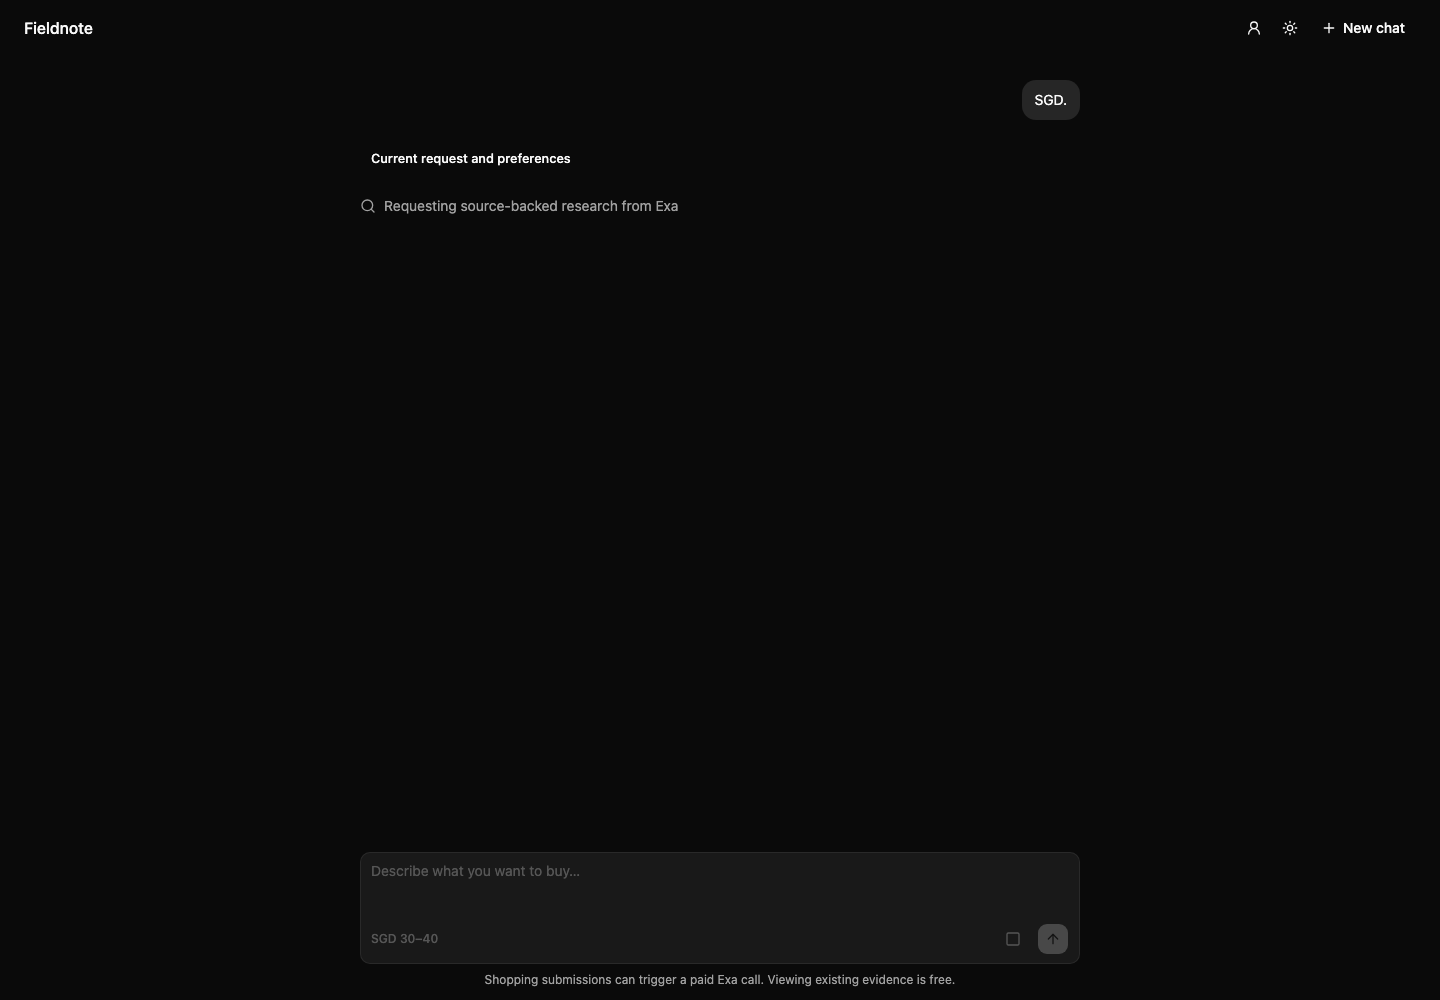 Fieldnote
New chat
SGD.
Current request and preferences
Requesting source-backed research from Exa
Describe what you want to buy...
SGD 30–40
Shopping submissions can trigger a paid Exa call. Viewing existing evidence is free.